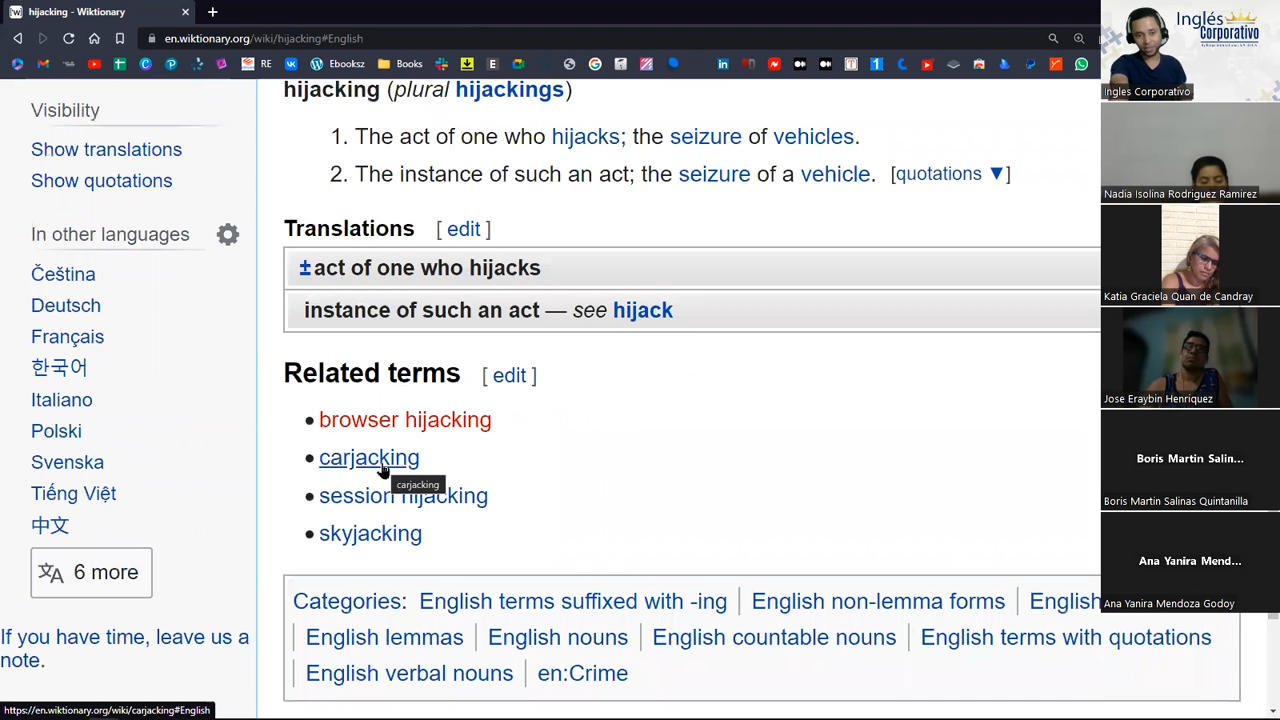 hijacking - Wiktionary
en.wiktionary.org/wiki/hijacking#English
RE
Ebooksz
Books
Visibility
Show translations
Show quotations
In other languages
Čeština
Deutsch
Français
한국어
Italiano
Polski
Svenska
Tiếng Việt
中文
6 more
If you have time, leave us a
note.
hijacking (plural hijackings)
1. The act of one who hijacks; the seizure of vehicles.
2. The instance of such an act; the seizure of a vehicle. [quotations ▼]
Translations [ edit ]
± act of one who hijacks
instance of such an act — see hijack
Related terms [ edit ]
• browser hijacking
• carjacking
carjacking
• session hijacking
• skyjacking
Categories: English terms suffixed with -ing | English non-lemma forms | English
| English lemmas | English nouns | English countable nouns | English terms with quotations
| English verbal nouns | en:Crime
https://en.wiktionary.org/wiki/carjacking#English
Inglés
Corporativo
Ingles Corporativo
Nadia Isolina Rodriguez Ramirez
Katia Graciela Quan de Candray
Jose Eraybin Henriquez
Boris Martin Salin...
Boris Martin Salinas Quintanilla
Ana Yanira Mend...
Ana Yanira Mendoza Godoy